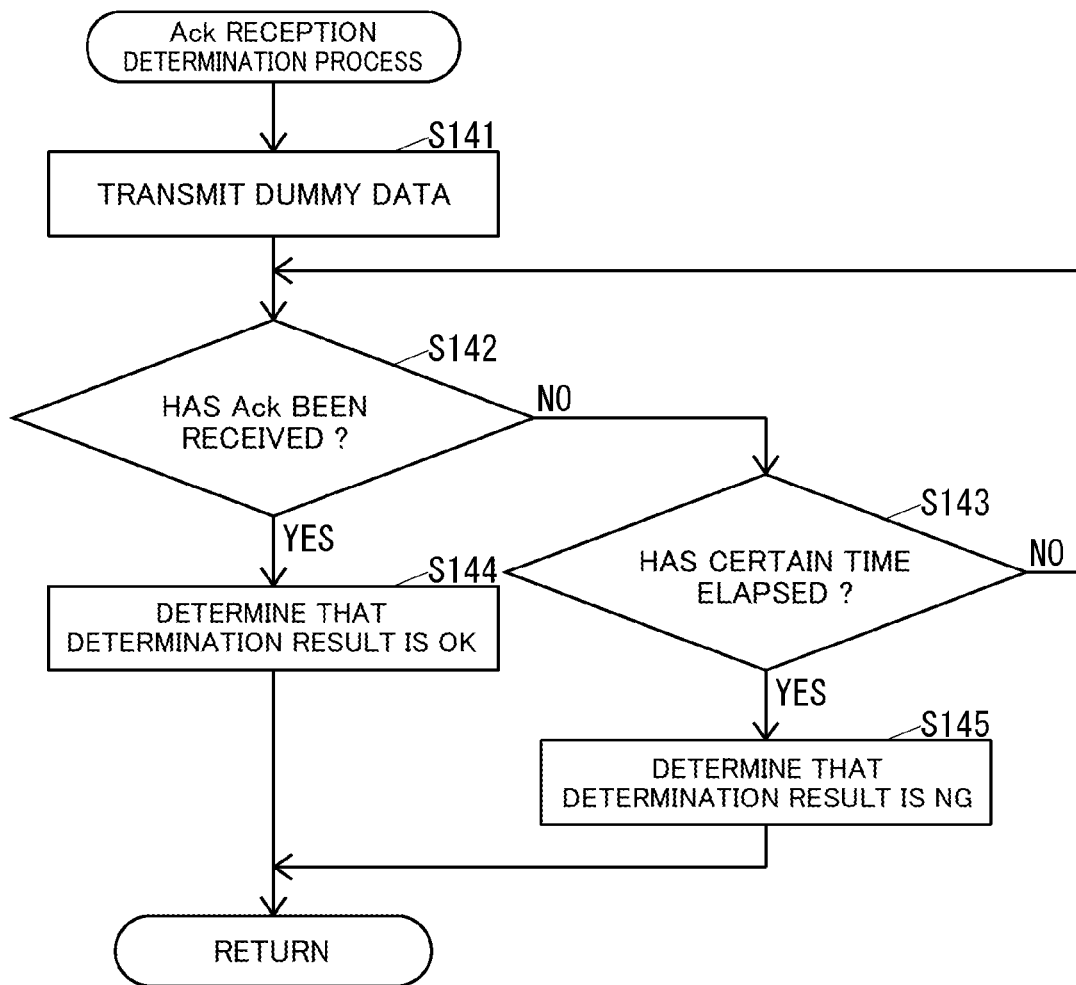 Ack RECEPTION
DETERMINATION PROCESS
S141
TRANSMIT DUMMY DATA
S142
HAS Ack BEEN
RECEIVED ?
NO
YES
S143
HAS CERTAIN TIME
ELAPSED ?
NO
YES
S144
DETERMINE THAT
DETERMINATION RESULT IS OK
S145
DETERMINE THAT
DETERMINATION RESULT IS NG
RETURN